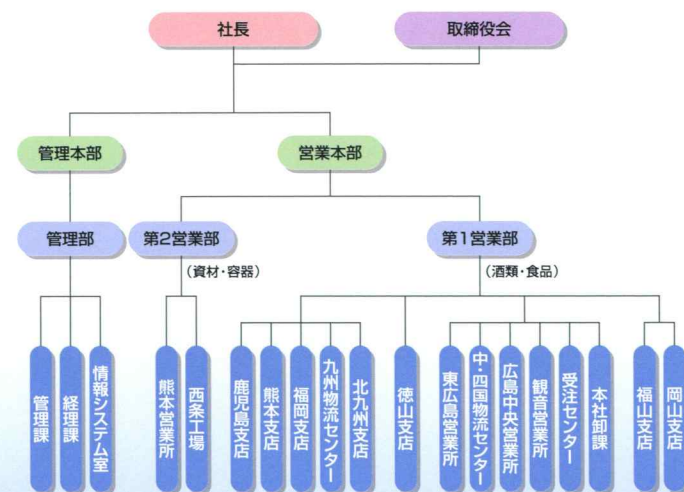 社長
取締役会
管理本部
営業本部
管理部
第2営業部
(資材・容器)
第1営業部
(酒類・食品)
管理課
経理課
情報システム室
熊本営業所
西条工場
鹿児島支店
熊本支店
福岡支店
九州物流センター
北九州支店
徳山支店
東広島営業所
中・四国物流センター
広島中央営業所
観音営業所
受注センター
本社卸課
福山支店
岡山支店